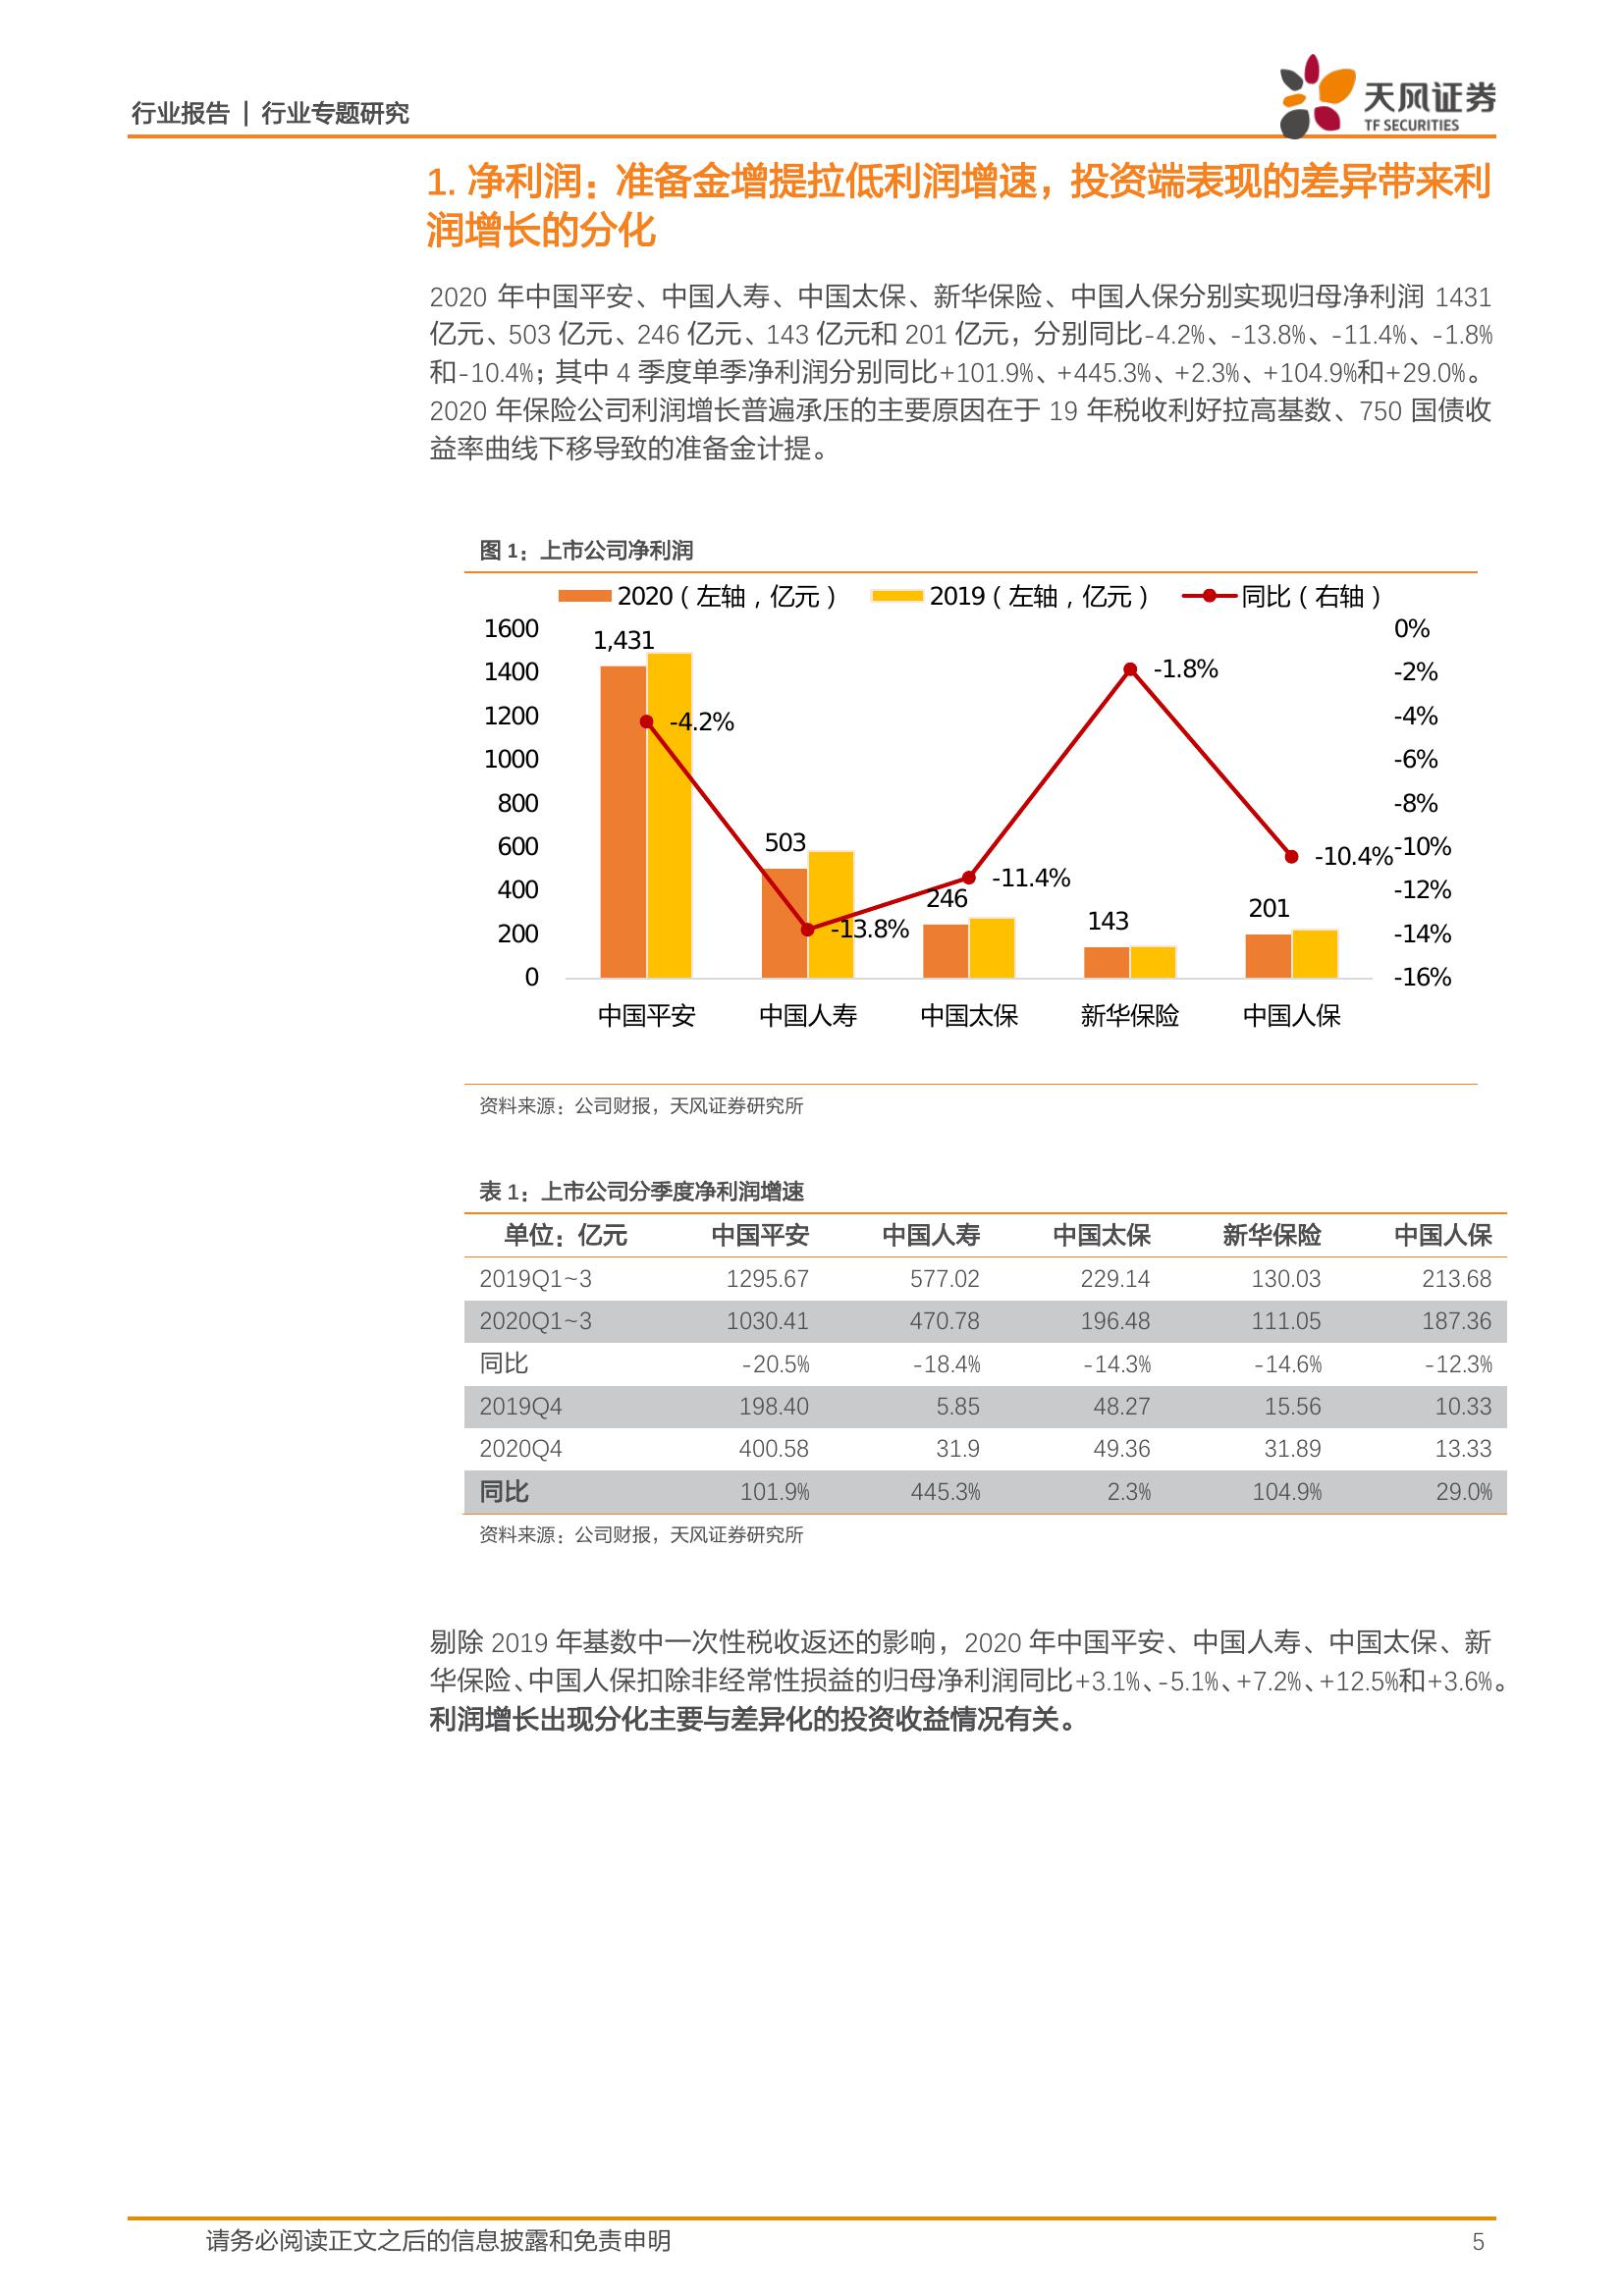 行业报告 | 行业专题研究
天风证券
TF SECURITIES
1. 净利润：准备金增提拉低利润增速，投资端表现的差异带来利
润增长的分化
2020 年中国平安、中国人寿、中国太保、新华保险、中国人保分别实现归母净利润 1431
亿元、503 亿元、246 亿元、143 亿元和 201 亿元，分别同比-4.2%、-13.8%、-11.4%、-1.8%
和-10.4%；其中 4 季度单季净利润分别同比+101.9%、+445.3%、+2.3%、+104.9%和+29.0%。
2020 年保险公司利润增长普遍承压的主要原因在于 19 年税收利好拉高基数、750 国债收
益率曲线下移导致的准备金计提。
图 1：上市公司净利润
2020（左轴，亿元） 2019（左轴，亿元） 同比（右轴）
1600 0%
1,431
1400 -1.8% -2%
1200 -4.2% -4%
1000 -6%
800 -8%
600 503 -10.4% -10%
400 246 -11.4% -12%
200 -13.8% 143 201 -14%
0 -16%
中国平安 中国人寿 中国太保 新华保险 中国人保
资料来源：公司财报，天风证券研究所
表 1：上市公司分季度净利润增速
单位：亿元 中国平安 中国人寿 中国太保 新华保险 中国人保
2019Q1~3 1295.67 577.02 229.14 130.03 213.68
2020Q1~3 1030.41 470.78 196.48 111.05 187.36
同比 -20.5% -18.4% -14.3% -14.6% -12.3%
2019Q4 198.40 5.85 48.27 15.56 10.33
2020Q4 400.58 31.9 49.36 31.89 13.33
同比 101.9% 445.3% 2.3% 104.9% 29.0%
资料来源：公司财报，天风证券研究所
剔除 2019 年基数中一次性税收返还的影响，2020 年中国平安、中国人寿、中国太保、新
华保险、中国人保扣除非经常性损益的归母净利润同比+3.1%、-5.1%、+7.2%、+12.5%和+3.6%。
利润增长出现分化主要与差异化的投资收益情况有关。
请务必阅读正文之后的信息披露和免责申明 5